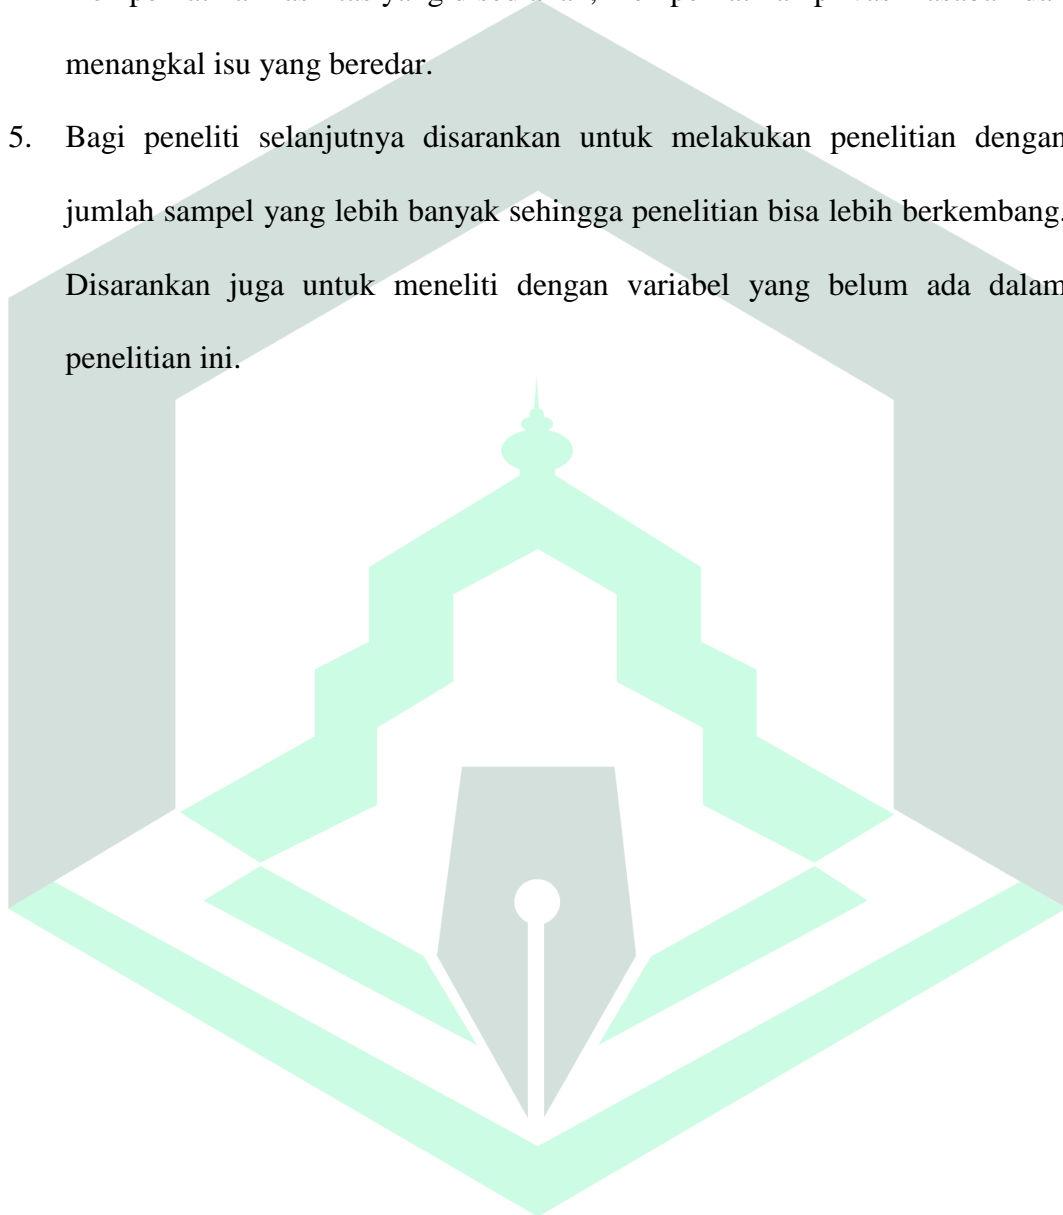 menangkal isu yang beredar.
5. Bagi peneliti selanjutnya disarankan untuk melakukan penelitian dengan
jumlah sampel yang lebih banyak sehingga penelitian bisa lebih berkembang.
Disarankan juga untuk meneliti dengan variabel yang belum ada dalam
penelitian ini.